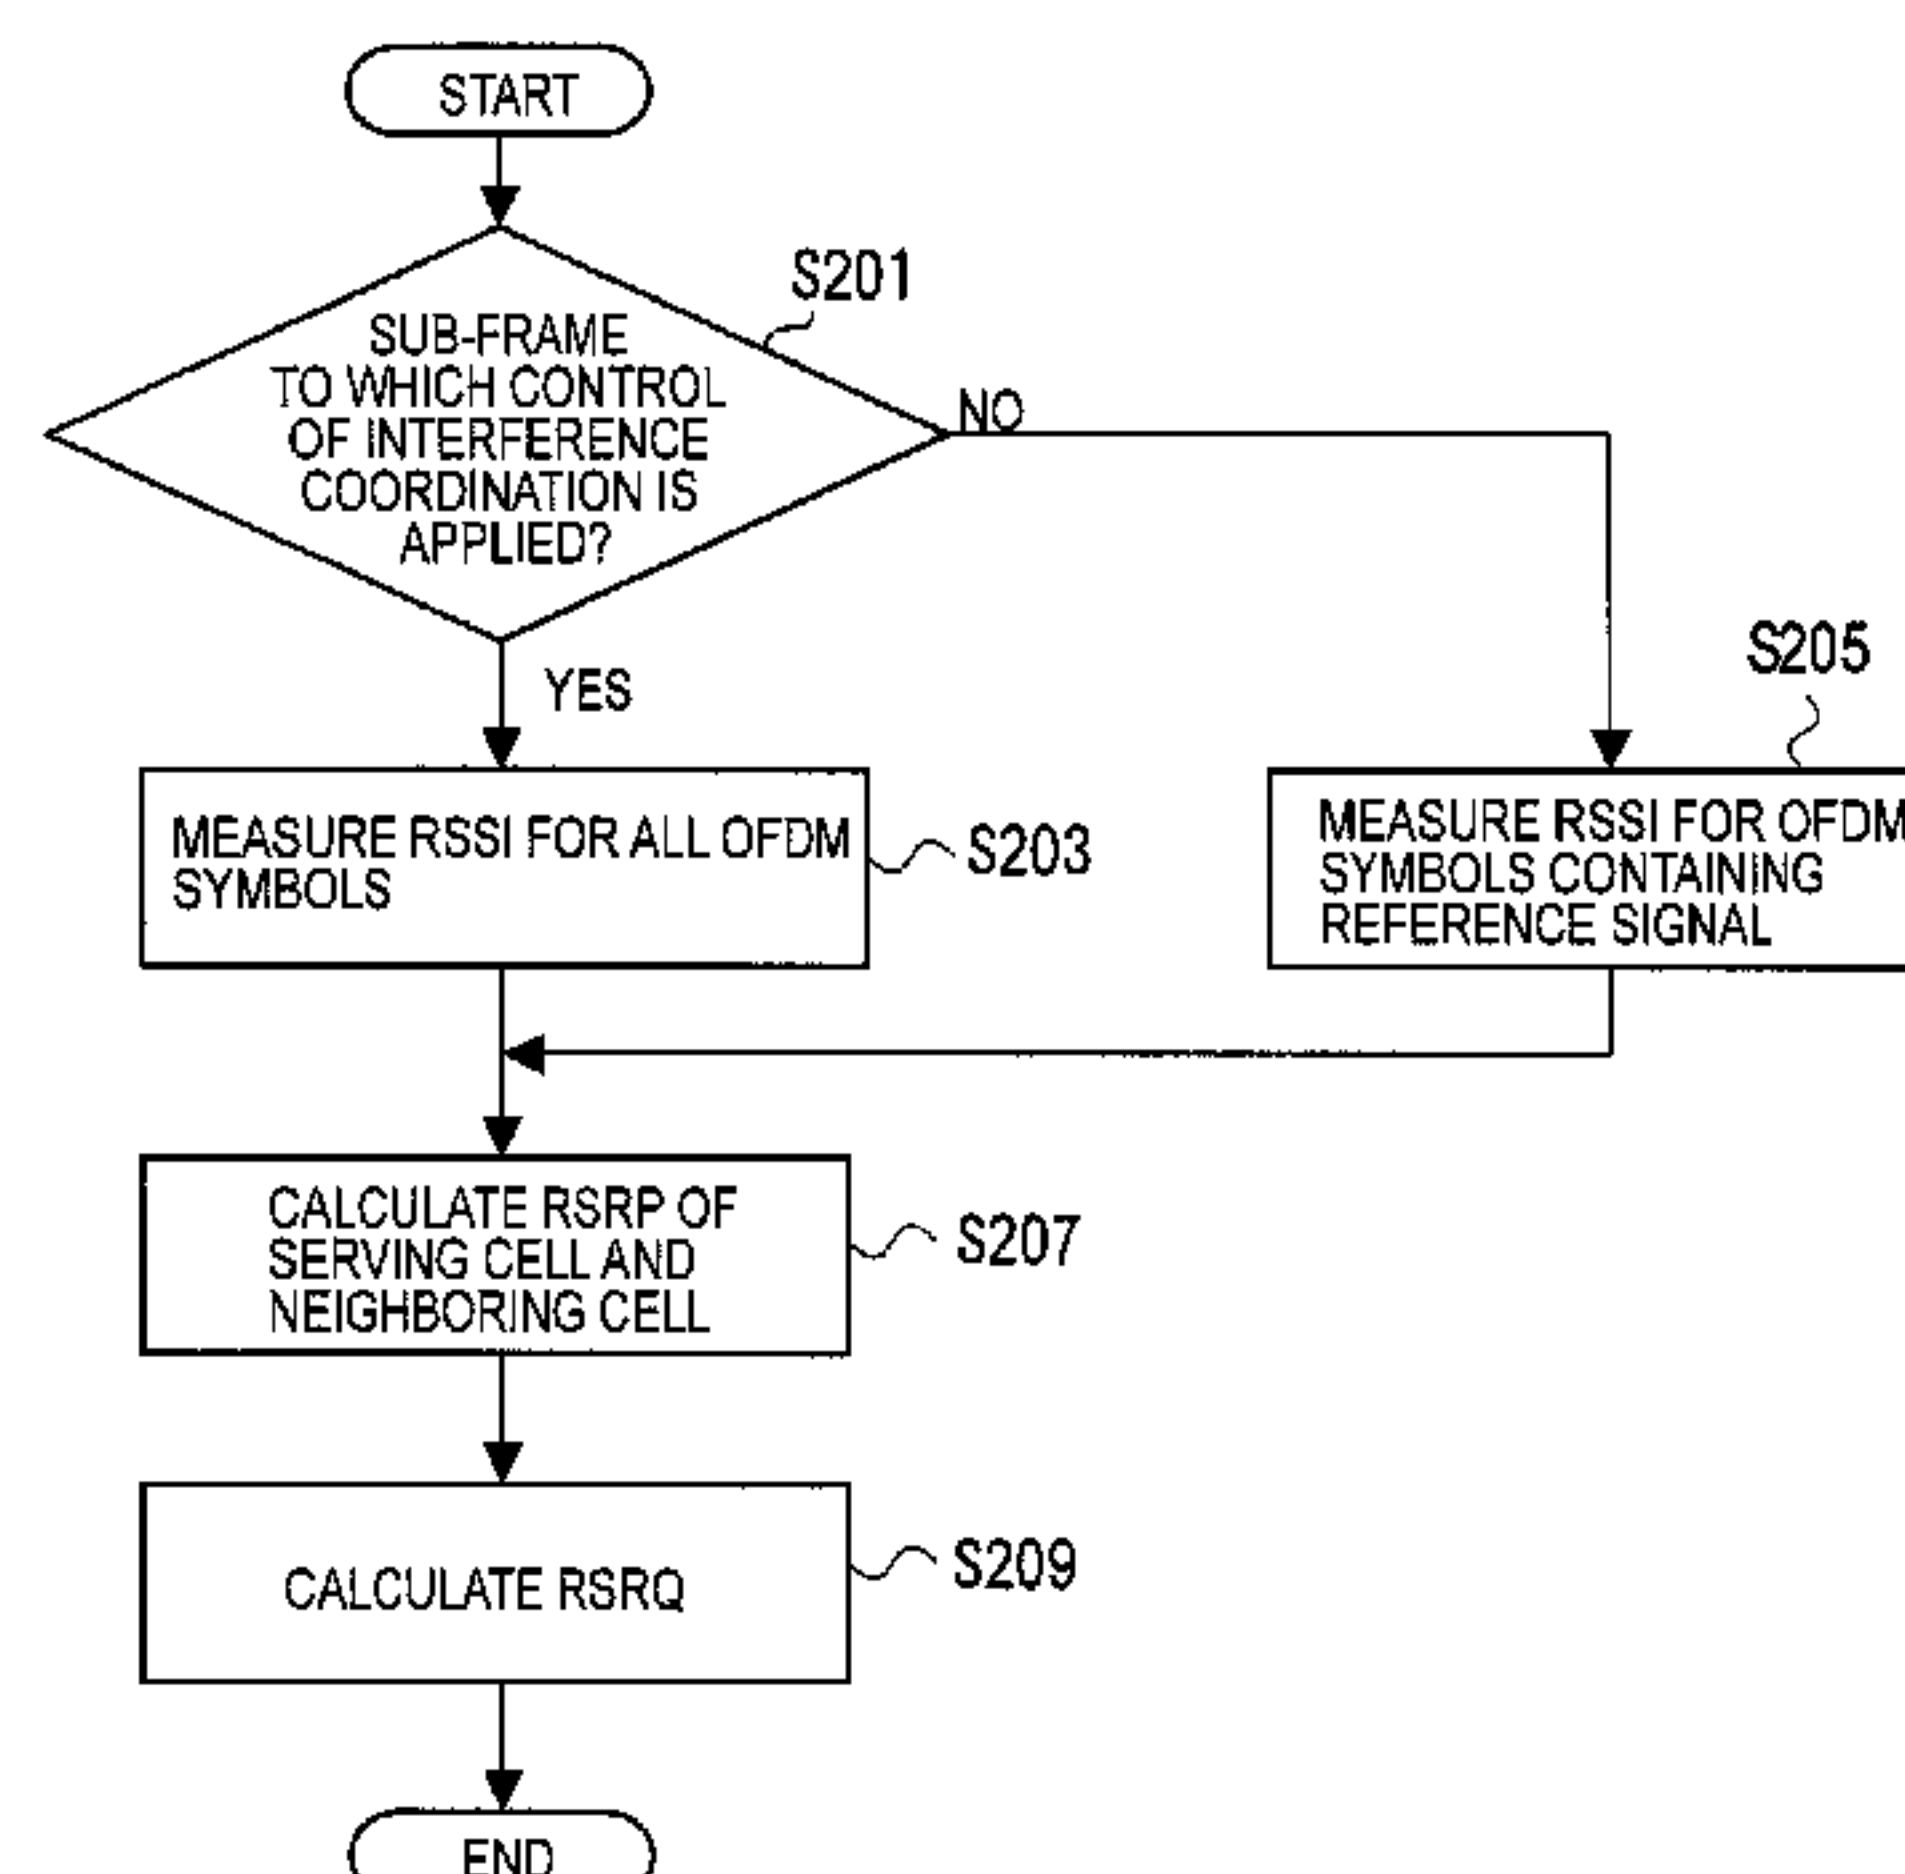 START
S201
SUB-FRAME
TO WHICH CONTROL
OF INTERFERENCE
COORDINATION IS
APPLIED?
NO
YES
S205
MEASURE RSSI FOR ALL OFDM
SYMBOLS
S203
MEASURE RSSI FOR OFDM
SYMBOLS CONTAINING
REFERENCE SIGNAL
CALCULATE RSRP OF
SERVING CELL AND
NEIGHBORING CELL
S207
CALCULATE RSRQ
S209
END